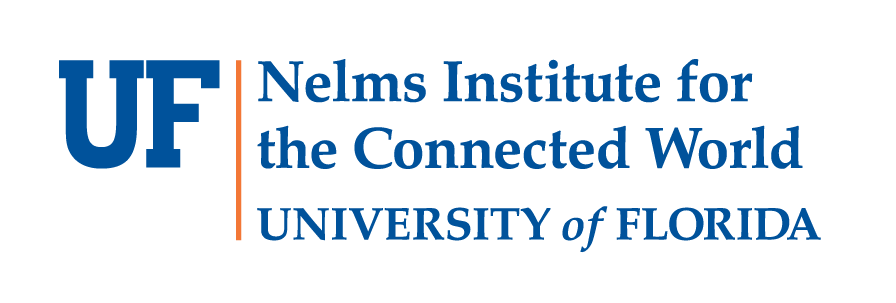 UF
Nelms Institute for
the Connected World
UNIVERSITY of FLORIDA